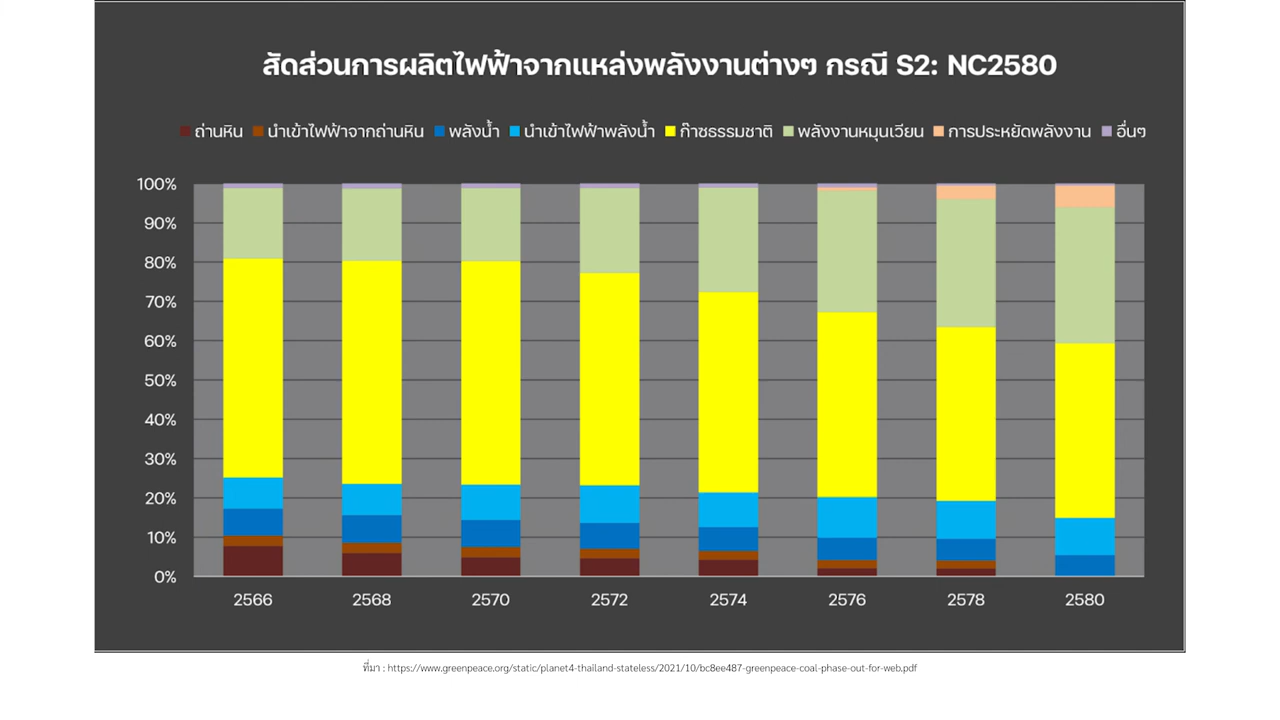 สัดส่วนการผลิตไฟฟ้าจากแหล่งพลังงานต่างๆ กรณี S2: NC2580
ถ่านหิน นำเข้าไฟฟ้าจากถ่านหิน พลังน้ำ นำเข้าไฟฟ้าพลังน้ำ ก๊าซธรรมชาติ พลังงานหมุนเวียน การประหยัดพลังงาน อื่นๆ
100%
90%
80%
70%
60%
50%
40%
30%
20%
10%
0%
2566 2568 2570 2572 2574 2576 2578 2580
ที่มา : https://www.greenpeace.org/static/planet4-thailand-stateless/2021/10/bc8ee487-greenpeace-coal-phase-out-for-web.pdf